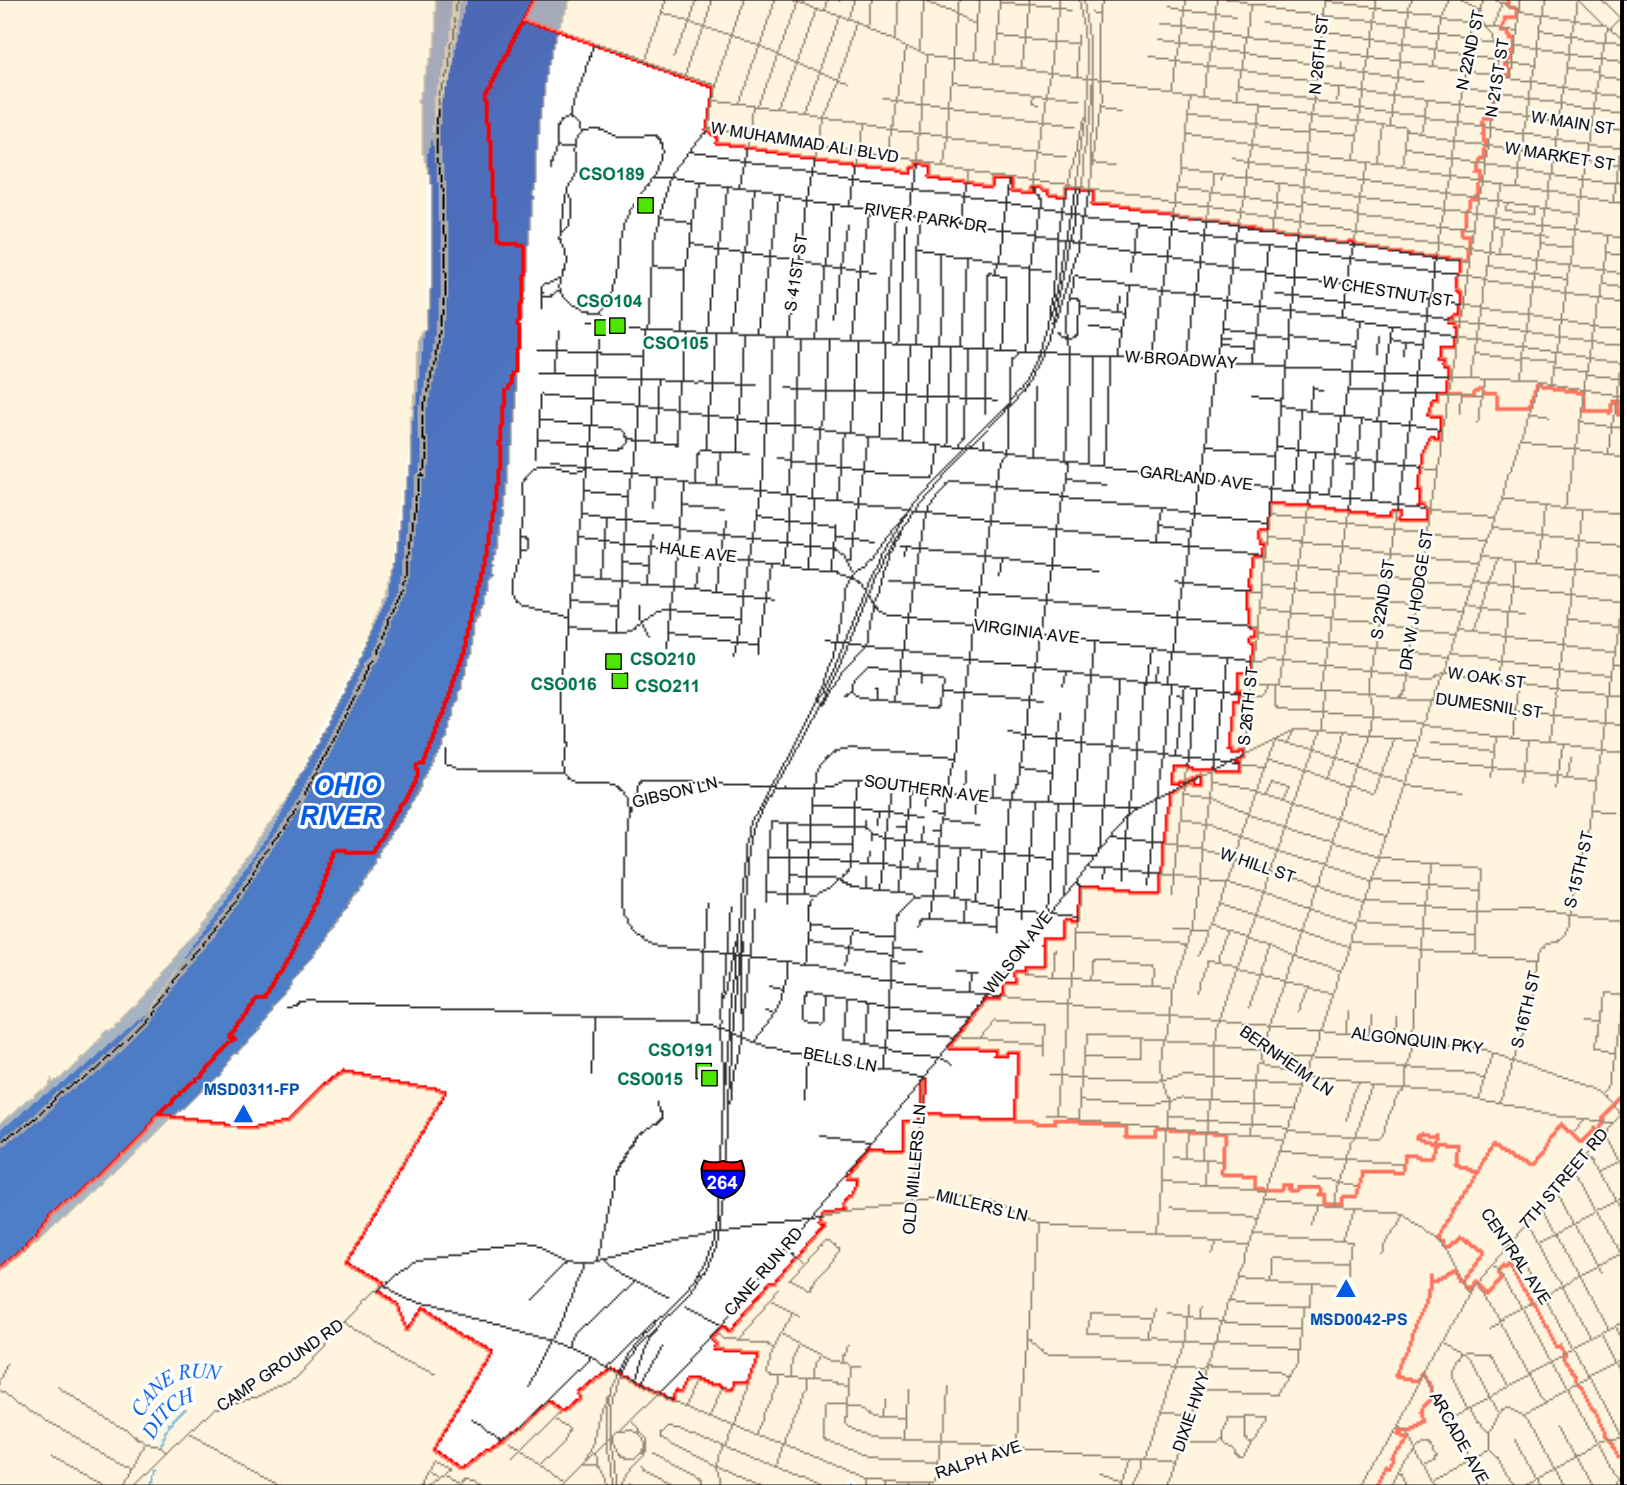 N 26TH ST
N 22ND ST
N 21ST ST
W MAIN ST
W MARKET ST
W MUHAMMAD ALI BLVD
CSO189
RIVER PARK DR
S 41ST ST
W CHESTNUT ST
CSO104
CSO105
W BROADWAY
GARLAND AVE
HALE AVE
S 22ND ST
DR W J HODGE ST
VIRGINIA AVE
CSO210
CSO016
CSO211
S 26TH ST
W OAK ST
DUMESNIL ST
OHIO
RIVER
GIBSON LN
SOUTHERN AVE
W HILL ST
S 15TH ST
WILSON AVE
S 16TH ST
CSO191
CSO015
BELLS LN
BERNHEIM LN
ALGONQUIN PKY
MSD0311-FP
264
OLD MILLERS LN
MILLERS LN
7TH STREET RD
CENTRAL AVE
CANE RUN RD
MSD0042-PS
CAMP GROUND RD
CANE RUN
DITCH
DIXIE HWY
ARCADE AVE
RALPH AVE